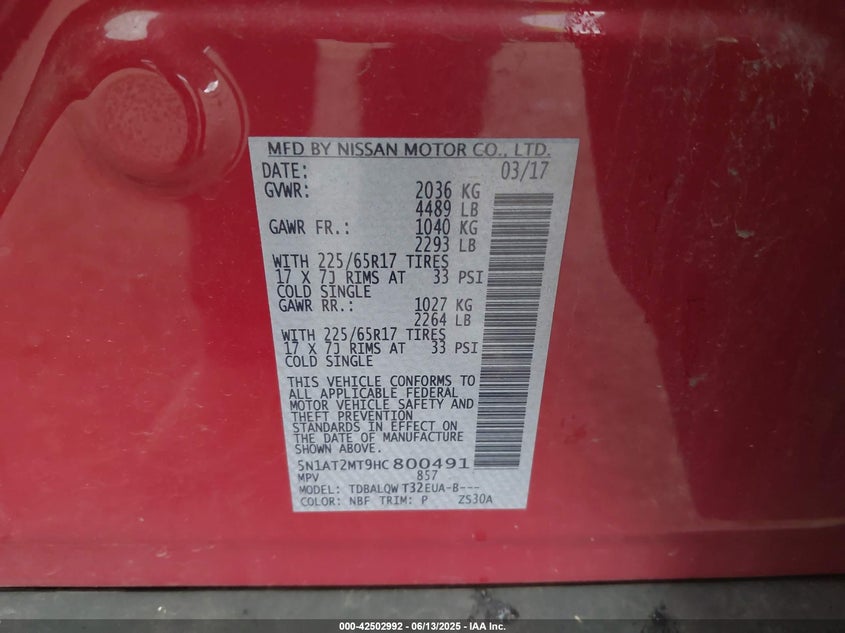 MFD BY NISSAN MOTOR CO., LTD.
DATE: 03/17
GVWR: 2036 KG
4489 LB
GAWR FR.: 1040 KG
2293 LB
WITH 225/65R17 TIRES
17 X 7J RIMS AT 33 PSI
COLD SINGLE
GAWR RR.: 1027 KG
2264 LB
WITH 225/65R17 TIRES
17 X 7J RIMS AT 33 PSI
COLD SINGLE
THIS VEHICLE CONFORMS TO
ALL APPLICABLE FEDERAL
MOTOR VEHICLE SAFETY AND
THEFT PREVENTION
STANDARDS IN EFFECT ON
THE DATE OF MANUFACTURE
SHOWN ABOVE.
5N1AT2MT9HC800491
MPV 857
MODEL: TDBALQW T32EUA-B---
COLOR: NBF TRIM: P ZS30A
000-42502992 - 06/13/2025 - IAA Inc.